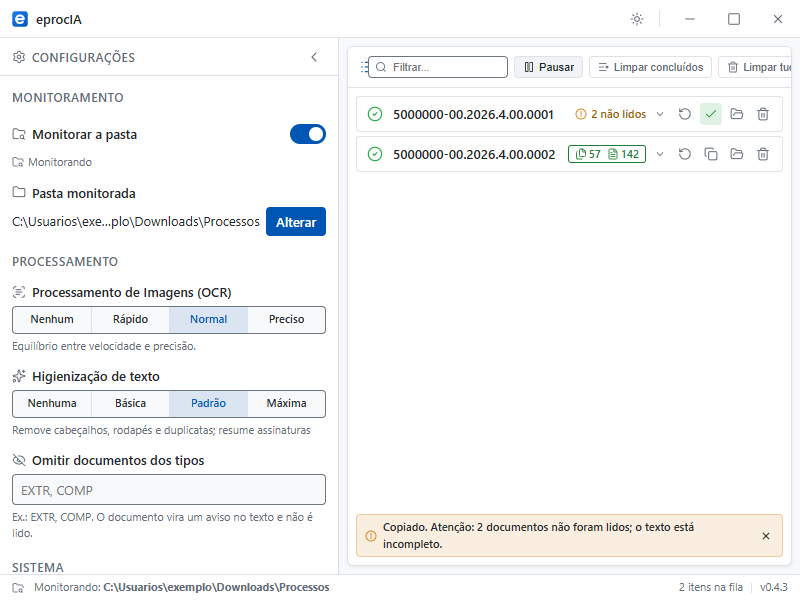 eprocIA
CONFIGURAÇÕES
MONITORAMENTO
Monitorar a pasta
Monitorando
Pasta monitorada
C:\Usuarios\exe...plo\Downloads\Processos
Alterar
PROCESSAMENTO
Processamento de Imagens (OCR)
Nenhum Rápido Normal Preciso
Equilíbrio entre velocidade e precisão.
Higienização de texto
Nenhuma Básica Padrão Máxima
Remove cabeçalhos, rodapés e duplicatas; resume assinaturas
Omitir documentos dos tipos
EXTR, COMP
Ex.: EXTR, COMP. O documento vira um aviso no texto e não é
lido.
SISTEMA
Filtrar... Pausar Limpar concluídos Limpar tud
5000000-00.2026.4.00.0001 2 não lidos
5000000-00.2026.4.00.0002 57 142
Copiado. Atenção: 2 documentos não foram lidos; o texto está
incompleto.
Monitorando: C:\Usuarios\exemplo\Downloads\Processos 2 itens na fila v0.4.3